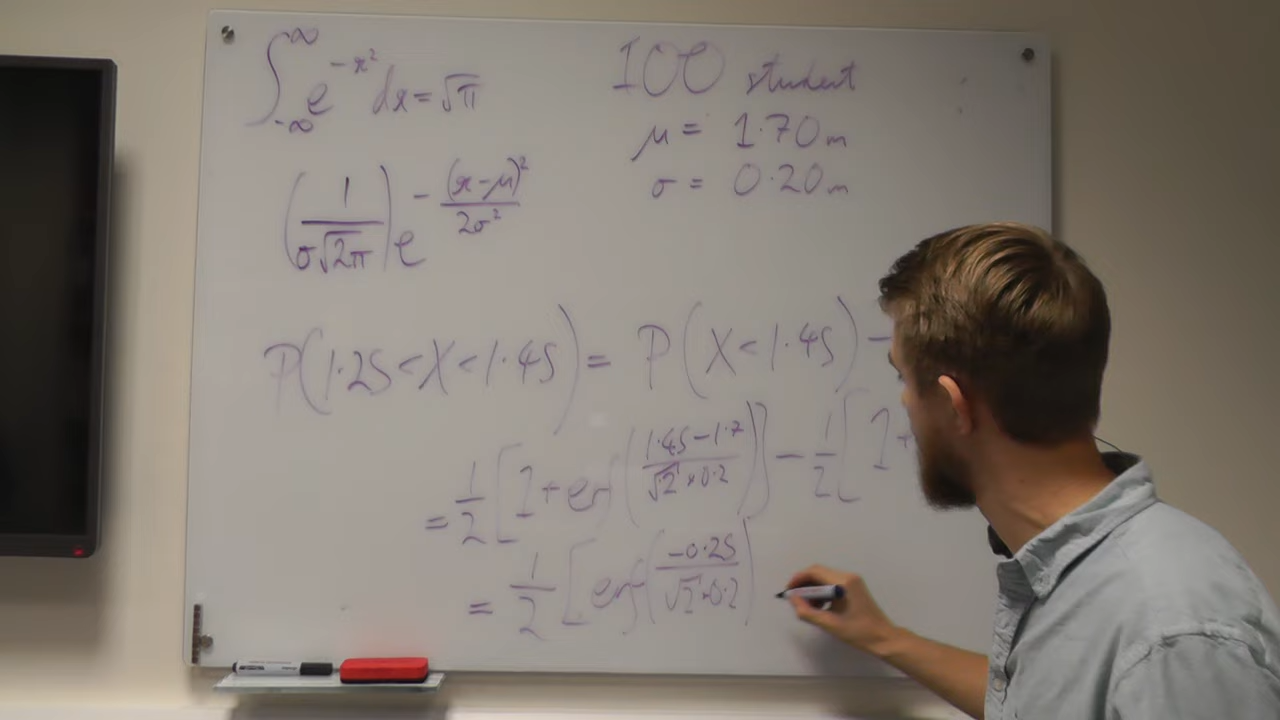 ∫_{-∞}^{∞} e^{-x²} dx = √π
100 student
μ = 1.70m
σ = 0.20m
(1/(σ√(2π))) e^{-(x-μ)²/(2σ²)}
P(1.25 < X < 1.45) = P(X < 1.45) -
= 1/2 [1 + erf((1.45 - 1.7)/(√2 × 0.2))] - 1/2 [1 +
= 1/2 [erf((-0.25)/(√2 × 0.2))